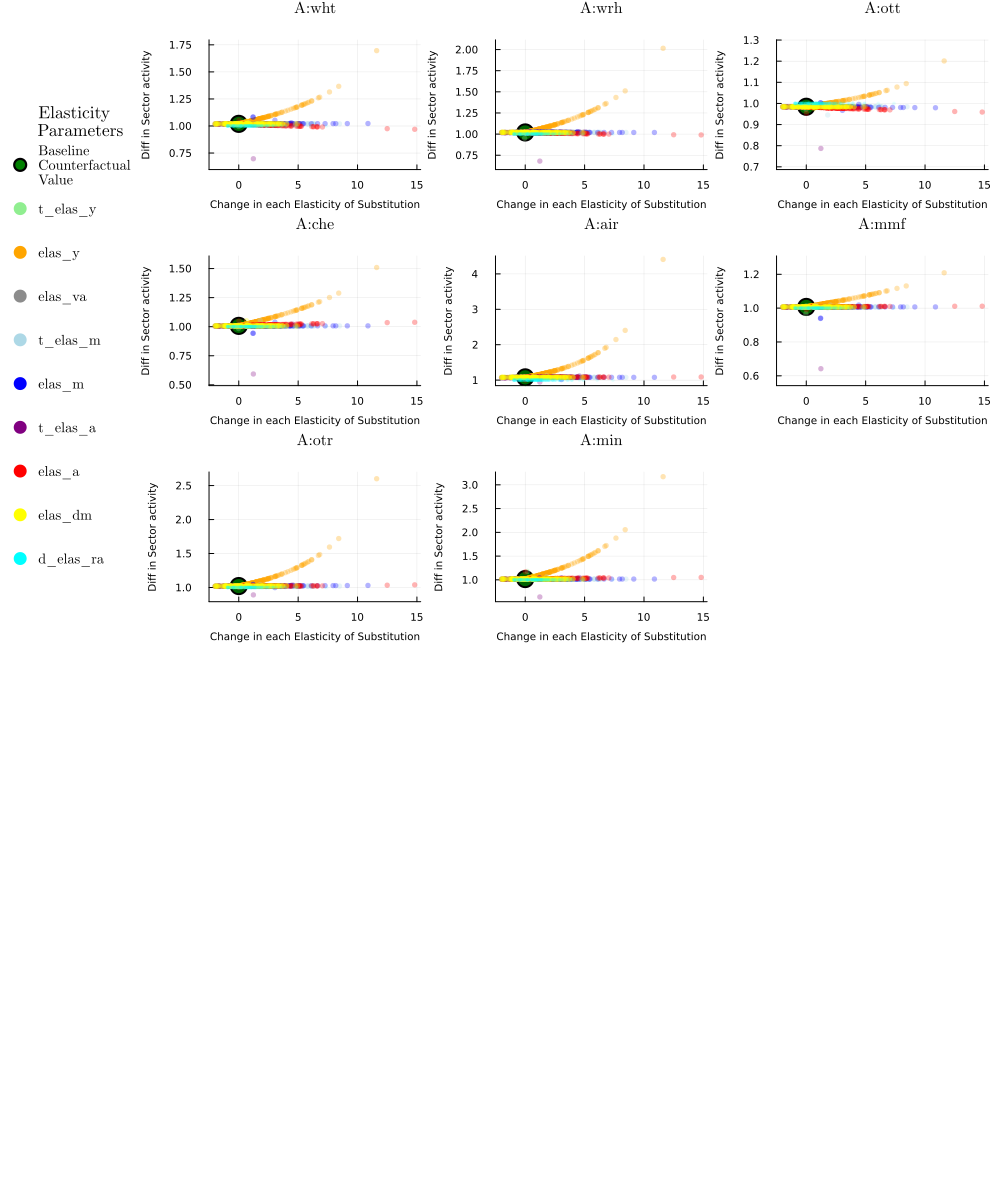 A:wht
A:wrh
A:ott
Elasticity
Parameters
Baseline
Counterfactual
Value
t_elas_y
elas_y
elas_va
t_elas_m
elas_m
t_elas_a
elas_a
elas_dm
d_elas_ra
Diff in Sector activity
1.75
1.50
1.25
1.00
0.75
0 5 10 15
Change in each Elasticity of Substitution
Diff in Sector activity
2.00
1.75
1.50
1.25
1.00
0.75
0 5 10 15
Change in each Elasticity of Substitution
Diff in Sector activity
1.3
1.2
1.1
1.0
0.9
0.8
0.7
0 5 10 15
Change in each Elasticity of Substitution
A:che
Diff in Sector activity
1.50
1.25
1.00
0.75
0.50
0 5 10 15
Change in each Elasticity of Substitution
A:air
Diff in Sector activity
4
3
2
1
0 5 10 15
Change in each Elasticity of Substitution
A:mmf
Diff in Sector activity
1.2
1.0
0.8
0.6
0 5 10 15
Change in each Elasticity of Substitution
A:otr
Diff in Sector activity
2.5
2.0
1.5
1.0
0 5 10 15
Change in each Elasticity of Substitution
A:min
Diff in Sector activity
3.0
2.5
2.0
1.5
1.0
0 5 10 15
Change in each Elasticity of Substitution